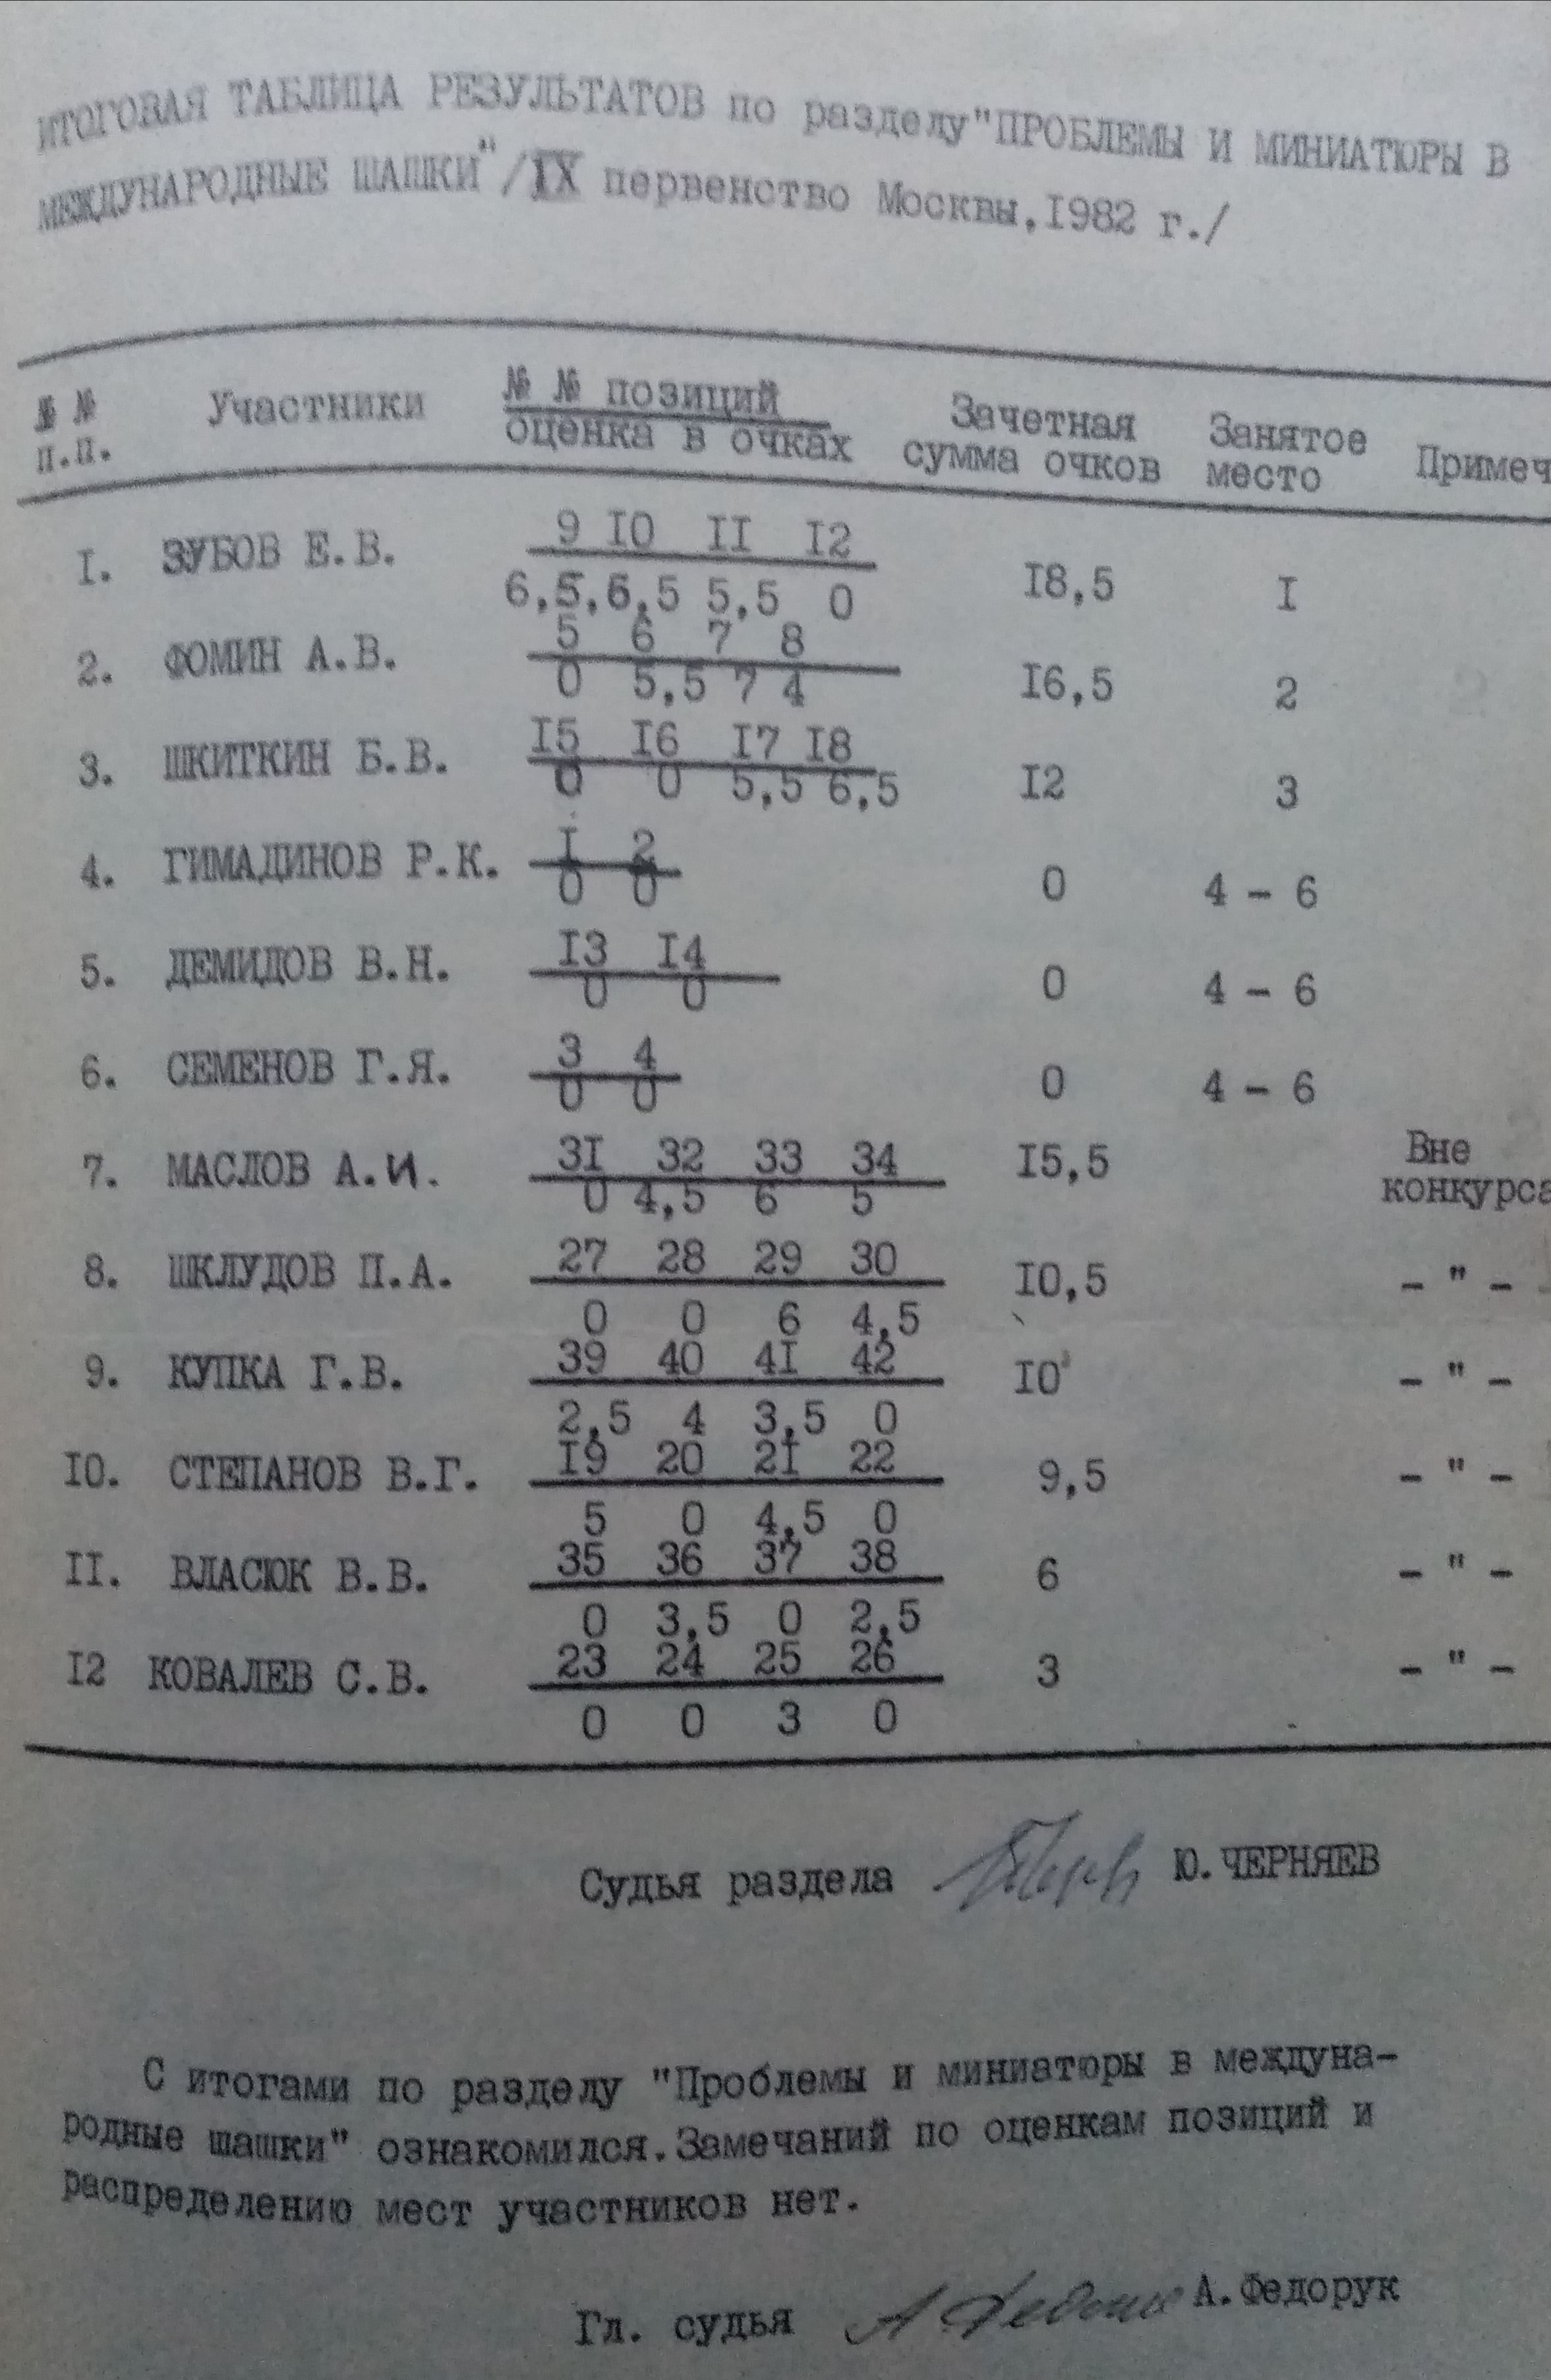 ИТОГОВАЯ ТАБЛИЦА РЕЗУЛЬТАТОВ по разделу"ПРОБЛЕМЫ И МИНИАТЮРЫ В
МЕЖДУНАРОДНЫЕ ШАШКИ"/IX первенство Москвы,I982 г./
№ № Участники № № позиций Зачетная Занятое Примеч
п.п. оценка в очках сумма очков место
I. ЗУБОВ Е.В. 9 I0 II I2 I8,5 I
6,5,6,5 5,5 0
2. ФОМИН А.В. 5 6 7 8 I6,5 2
0 5,5 7 4
3. ШКИТКИН Б.В. I5 I6 I7 I8 I2 3
0 0 5,5 6,5
4. ГИМАДИНОВ Р.К. I 2 0 4 - 6
0 0
5. ДЕМИДОВ В.Н. I3 I4 0 4 - 6
0 0
6. СЕМЕНОВ Г.Я. 3 4 0 4 - 6
0 0
7. МАСЛОВ А.И. 3I 32 33 34 I5,5 Вне
0 4,5 6 5 конкурса
8. ШКЛУДОВ П.А. 27 28 29 30 I0,5 - " -
0 0 6 4,5
9. КУПКА Г.В. 39 40 4I 42 I0 - " -
2,5 4 3,5 0
I0. СТЕПАНОВ В.Г. I9 20 2I 22 9,5 - " -
5 0 4,5 0
II. ВЛАСЮК В.В. 35 36 37 38 6 - " -
0 3,5 0 2,5
I2 КОВАЛЕВ С.В. 23 24 25 26 3 - " -
0 0 3 0
Судья раздела Ю.ЧЕРНЯЕВ
С итогами по разделу "Проблемы и миниатюры в междуна-
родные шашки" ознакомился.Замечаний по оценкам позиций и
распределению мест участников нет.
Гл. судья А.Федорук